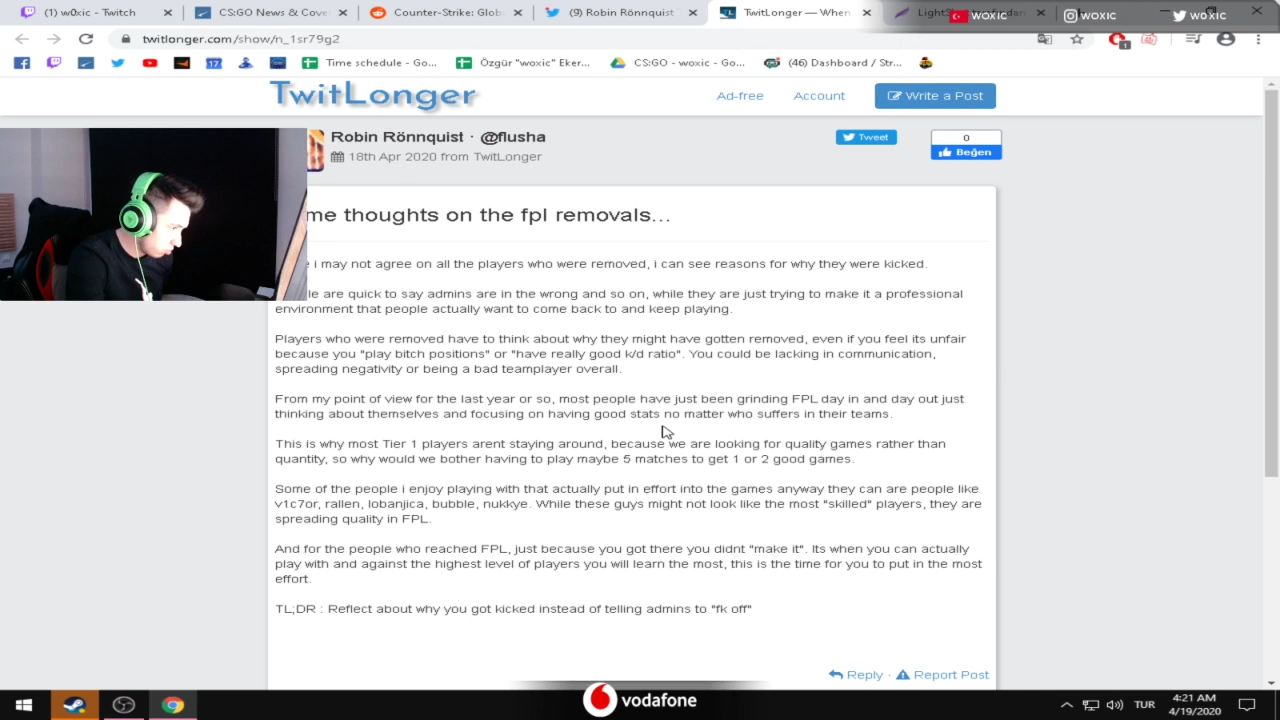 (1) w0xic - Twitch
CS:GO News & Cove
Counter-Strike: Glob
(9) Robin Rönnquist
TwitLonger — When
WOXIC
WOXIC
WOXIC
twitlonger.com/show/n_1sr79g2
1
Time schedule - Go...
Özgür "woxic" Eker...
CS:GO - woxic - Go...
(46) Dashboard / Str...
TwitLonger
Ad-free
Account
Write a Post
Robin Rönnquist · @flusha
18th Apr 2020 from TwitLonger
Tweet
0
Beğen
me thoughts on the fpl removals...
i may not agree on all the players who were removed, i can see reasons for why they were kicked.
le are quick to say admins are in the wrong and so on, while they are just trying to make it a professional
environment that people actually want to come back to and keep playing.
Players who were removed have to think about why they might have gotten removed, even if you feel its unfair
because you "play bitch positions" or "have really good k/d ratio". You could be lacking in communication,
spreading negativity or being a bad teamplayer overall.
From my point of view for the last year or so, most people have just been grinding FPL day in and day out just
thinking about themselves and focusing on having good stats no matter who suffers in their teams.
This is why most Tier 1 players arent staying around, because we are looking for quality games rather than
quantity, so why would we bother having to play maybe 5 matches to get 1 or 2 good games.
Some of the people i enjoy playing with that actually put in effort into the games anyway they can are people like
v1c7or, rallen, lobanjica, bubble, nukkye. While these guys might not look like the most "skilled" players, they are
spreading quality in FPL.
And for the people who reached FPL, just because you got there you didnt "make it". Its when you can actually
play with and against the highest level of players you will learn the most, this is the time for you to put in the most
effort.
TL;DR : Reflect about why you got kicked instead of telling admins to "fk off"
Reply · Report Post
vodafone
TUR
4:21 AM
4/19/2020